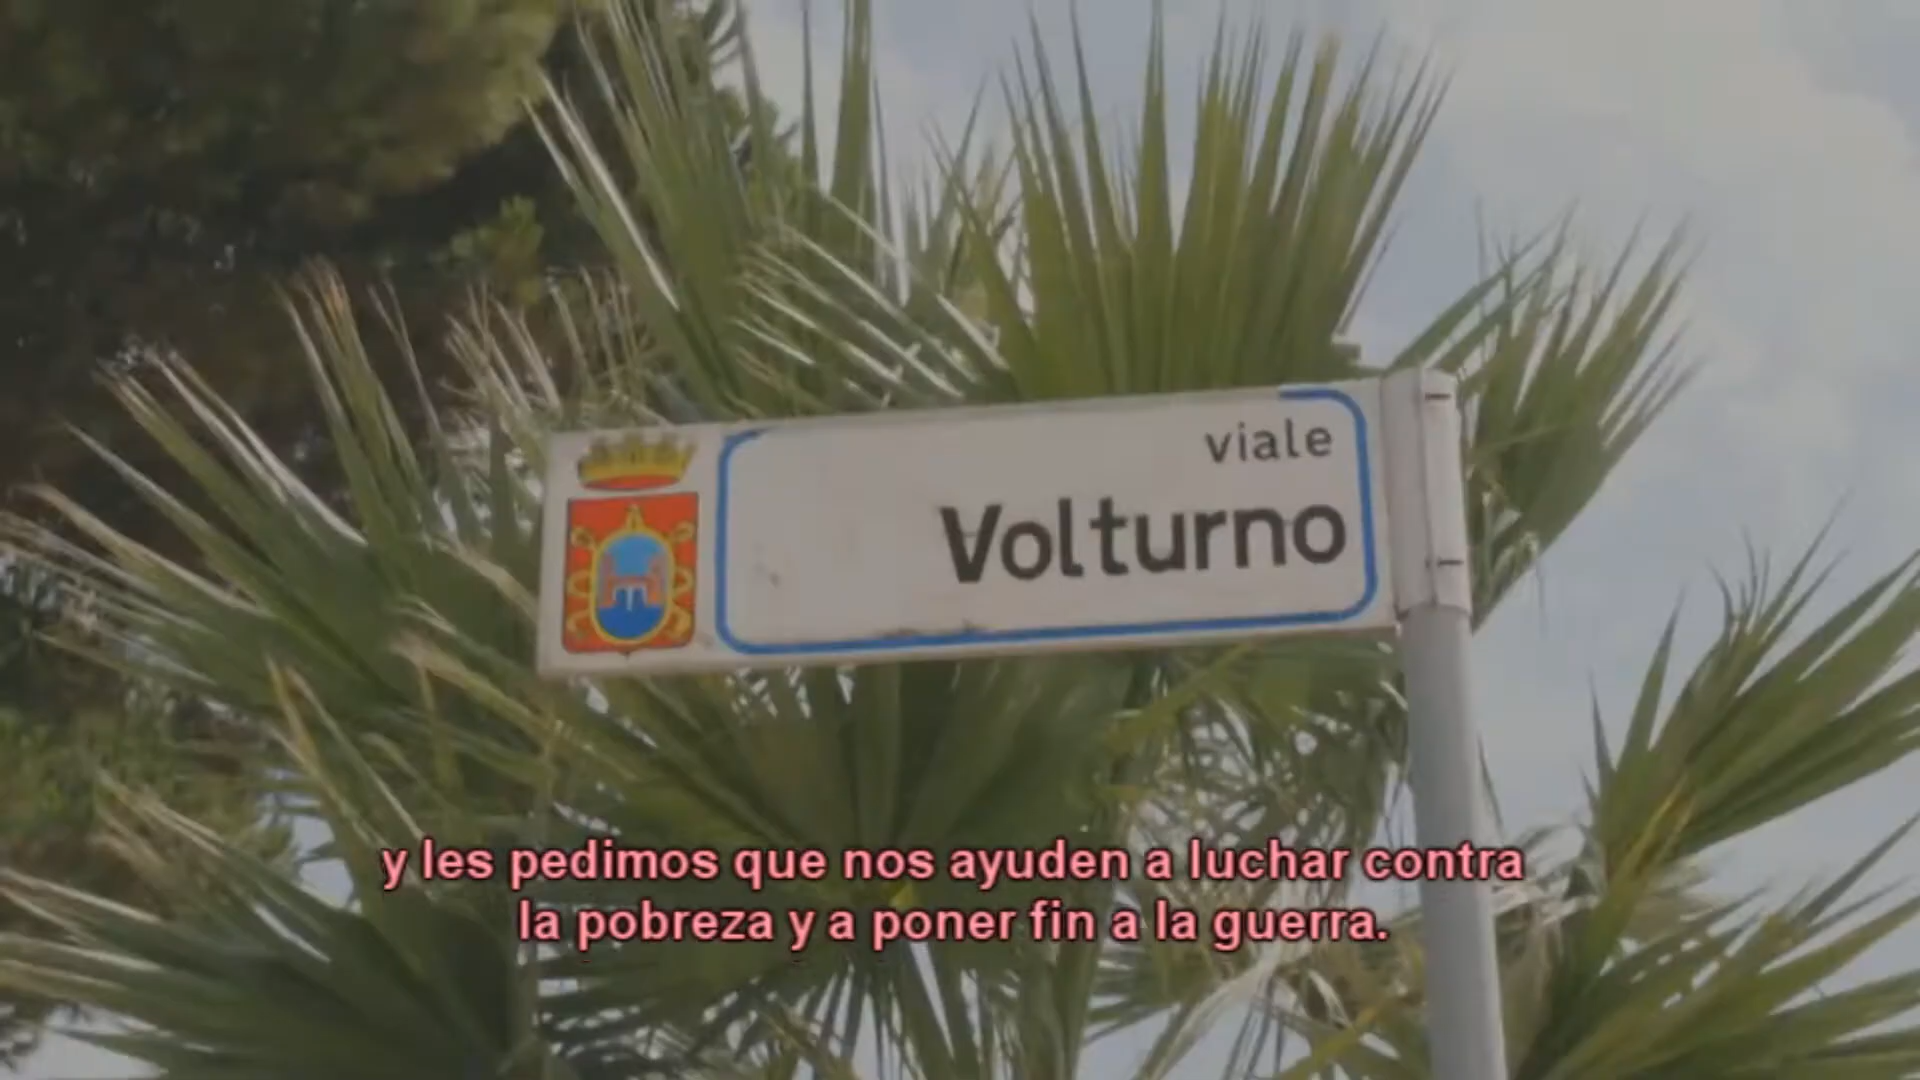 viale
Volturno
y les pedimos que nos ayuden a luchar contra
la pobreza y a poner fin a la guerra.